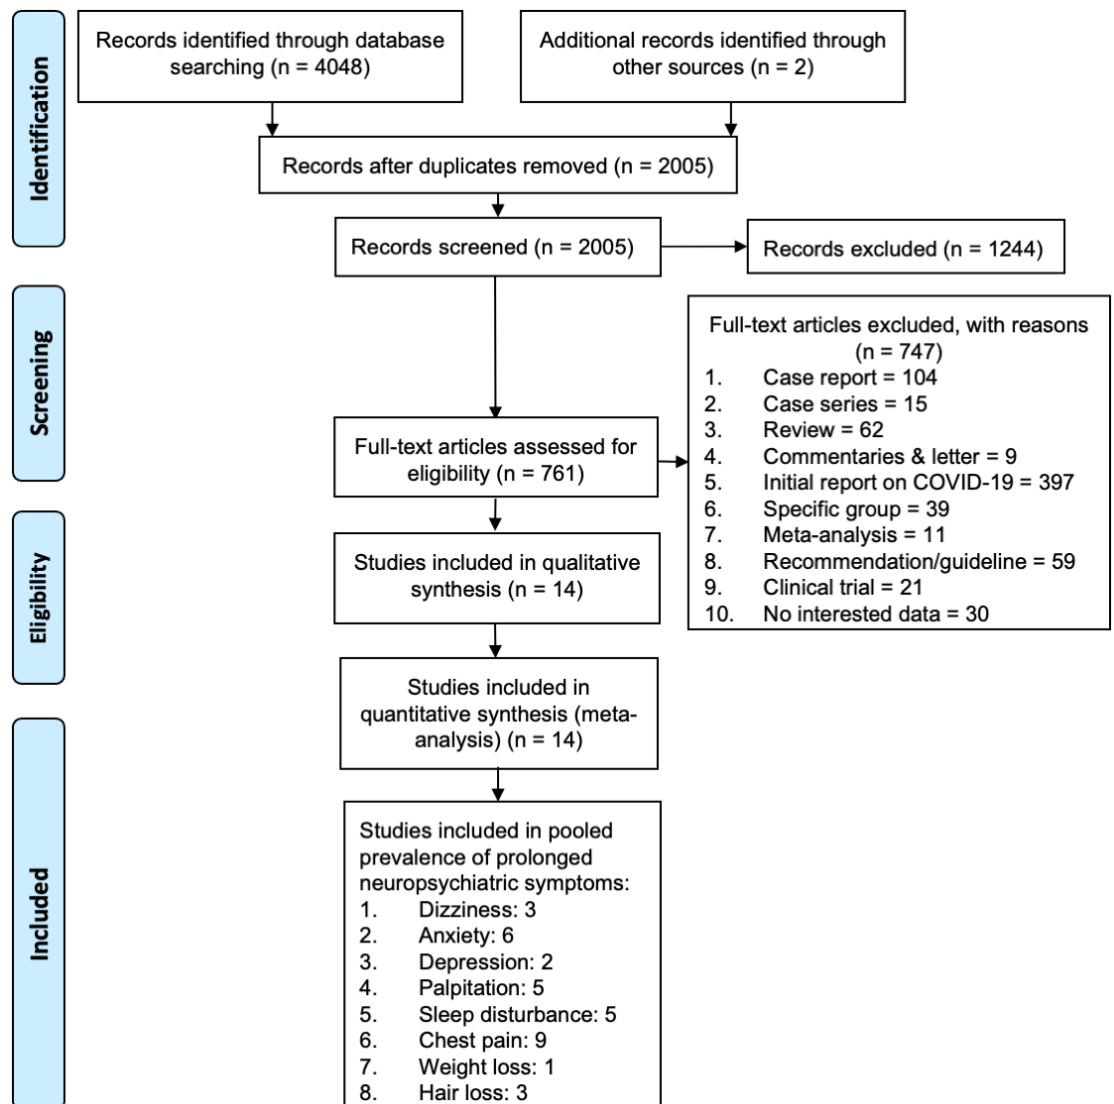 Identification
Records identified through database
searching (n = 4048)
Additional records identified through
other sources (n = 2)
Records after duplicates removed (n = 2005)
Records screened (n = 2005)
Records excluded (n = 1244)
Screening
Full-text articles assessed for
eligibility (n = 761)
Full-text articles excluded, with reasons
(n = 747)
1. Case report = 104
2. Case series = 15
3. Review = 62
4. Commentaries & letter = 9
5. Initial report on COVID-19 = 397
6. Specific group = 39
7. Meta-analysis = 11
8. Recommendation/guideline = 59
9. Clinical trial = 21
10. No interested data = 30
Eligibility
Studies included in qualitative
synthesis (n = 14)
Studies included in
quantitative synthesis (meta-
analysis) (n = 14)
Included
Studies included in pooled
prevalence of prolonged
neuropsychiatric symptoms:
1. Dizziness: 3
2. Anxiety: 6
3. Depression: 2
4. Palpitation: 5
5. Sleep disturbance: 5
6. Chest pain: 9
7. Weight loss: 1
8. Hair loss: 3